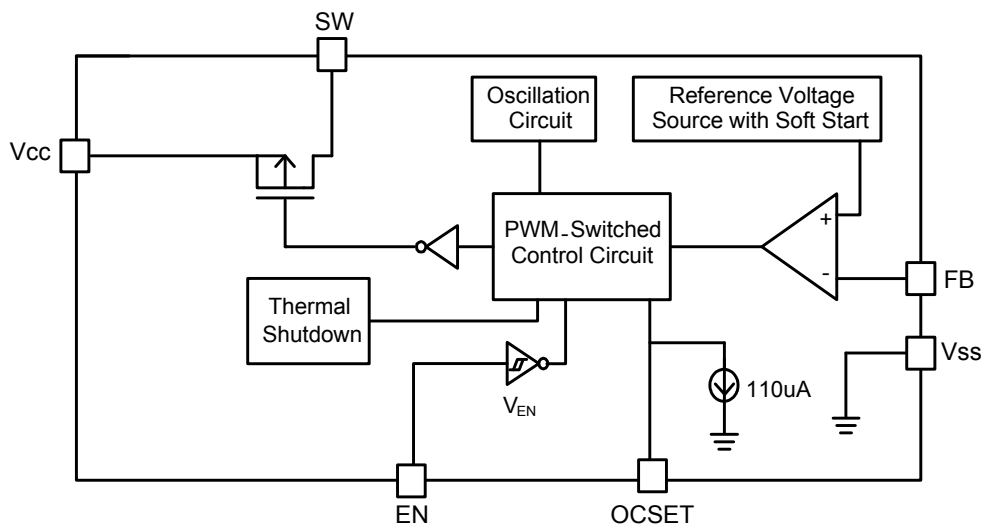 SW
Oscillation
Circuit
Reference Voltage
Source with Soft Start
Vcc
+
PWM-Switched
Control Circuit
-
FB
Thermal
Shutdown
Vss
VEN
110uA
EN
OCSET